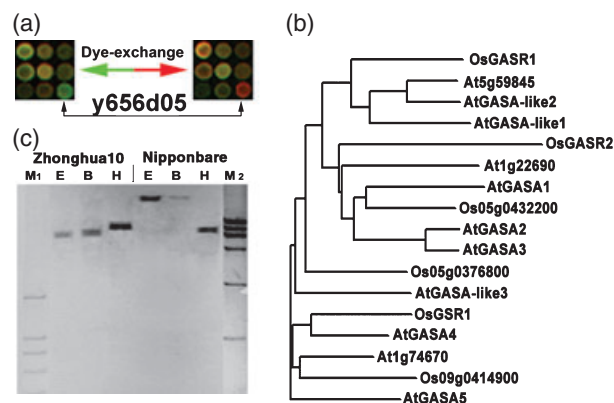 (a)
Dye-exchange
y656d05
(b)
OsGASR1
At5g59845
AtGASA-like2
AtGASA-like1
OsGASR2
At1g22690
AtGASA1
Os05g0432200
AtGASA2
AtGASA3
Os05g0376800
AtGASA-like3
OsGSR1
AtGASA4
At1g74670
Os09g0414900
AtGASA5
(c)
Zhonghua10 Nipponbare
M1 E B H E B H M2